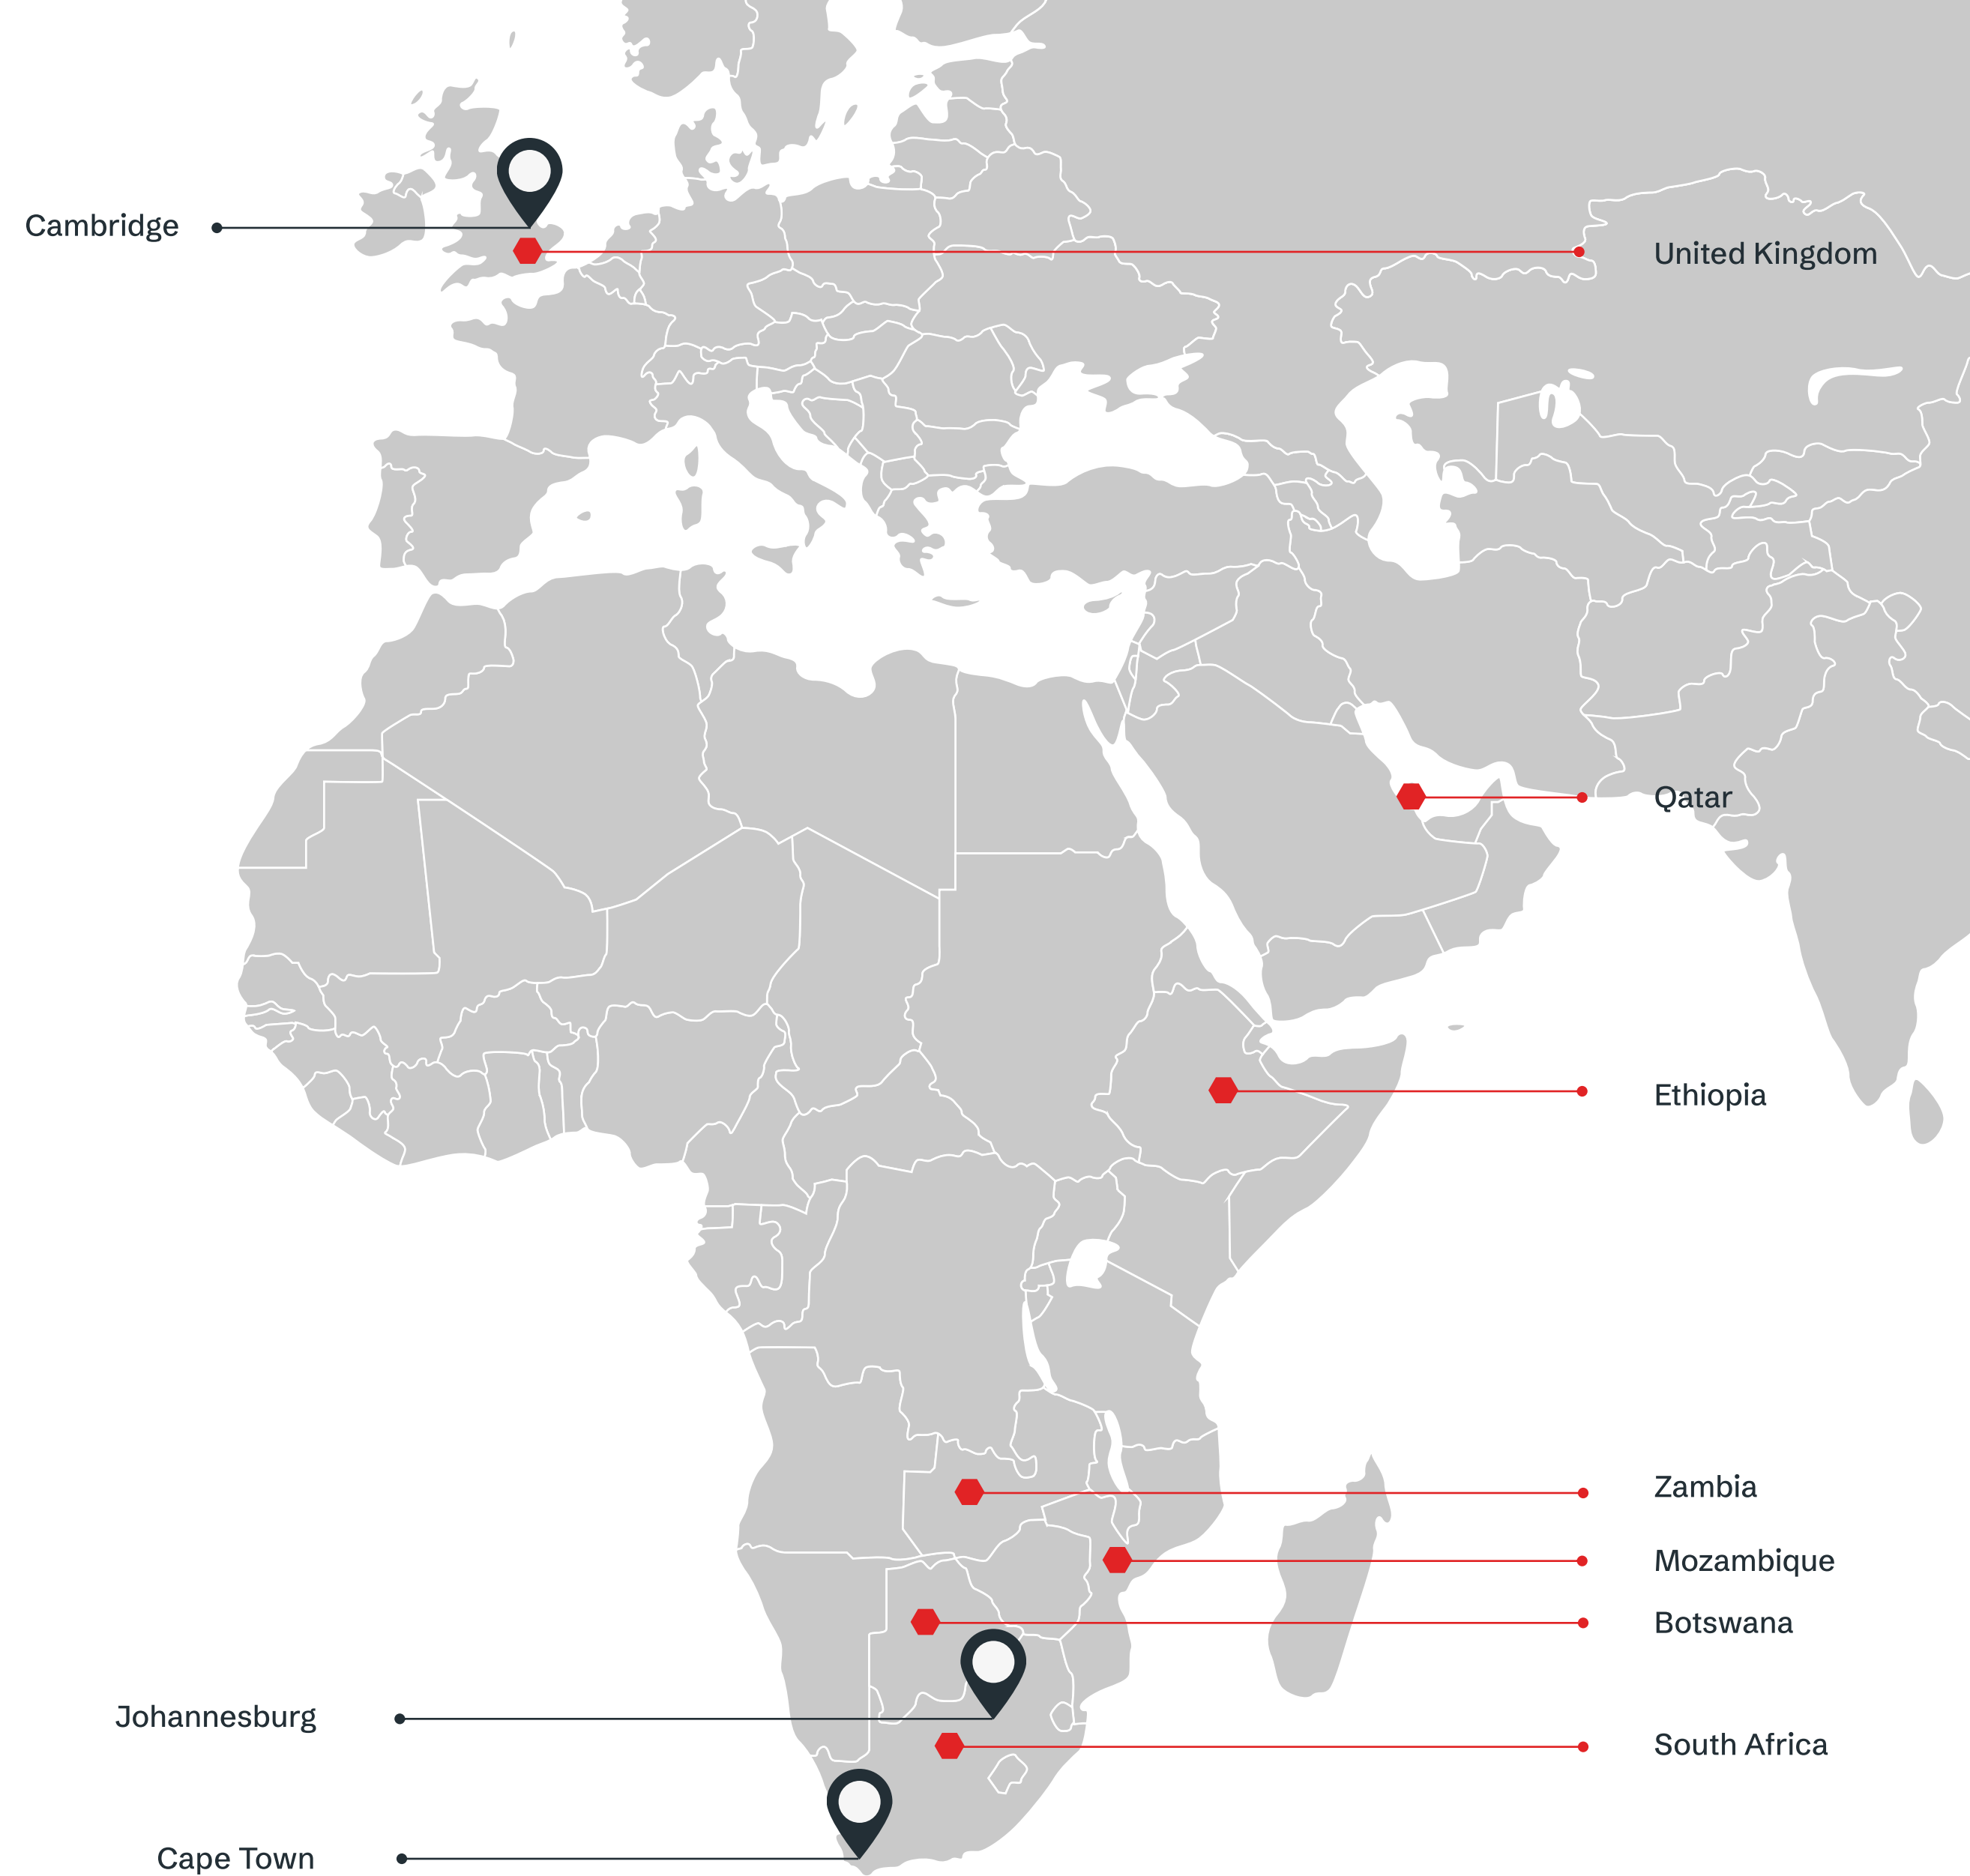 Cambridge
United Kingdom
Qatar
Ethiopia
Zambia
Mozambique
Botswana
Johannesburg
South Africa
Cape Town